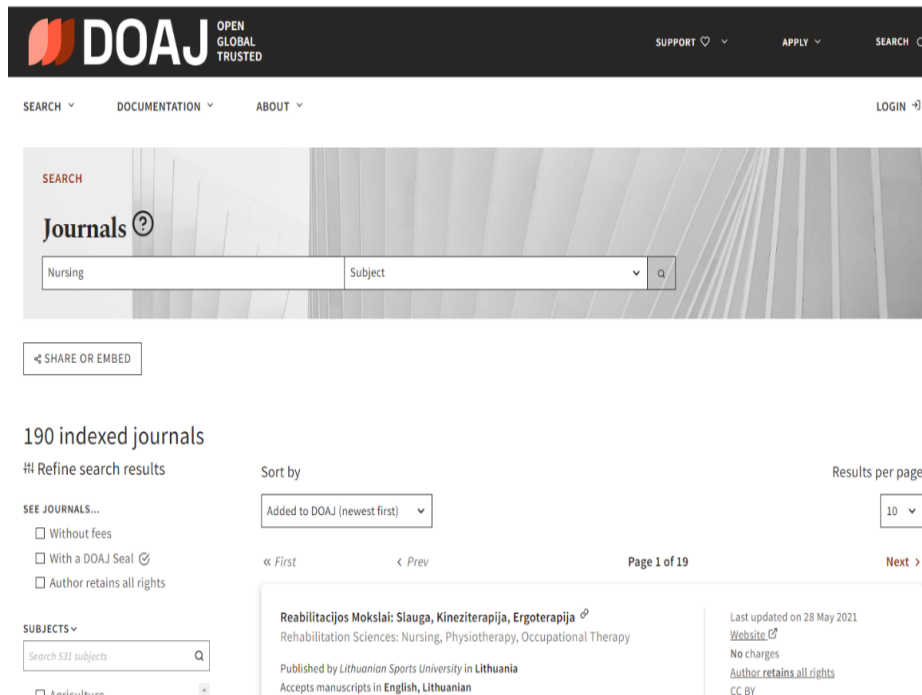 DOAJ
OPEN
GLOBAL
TRUSTED
SUPPORT
APPLY
SEARCH
SEARCH
DOCUMENTATION
ABOUT
LOGIN
SEARCH
Journals ?
Nursing
Subject
SHARE OR EMBED
190 indexed journals
Refine search results
Sort by
Results per page
SEE JOURNALS...
Added to DOAJ (newest first)
10
Without fees
With a DOAJ Seal
Author retains all rights
« First
‹ Prev
Page 1 of 19
Next ›
SUBJECTS
Search 531 subjects
Agriculture
Reabilitacijos Mokslai: Slauga, Kineziterapija, Ergoterapija
Rehabilitation Sciences: Nursing, Physiotherapy, Occupational Therapy
Published by Lithuanian Sports University in Lithuania
Accepts manuscripts in English, Lithuanian
Last updated on 28 May 2021
Website
No charges
Author retains all rights
CC BY